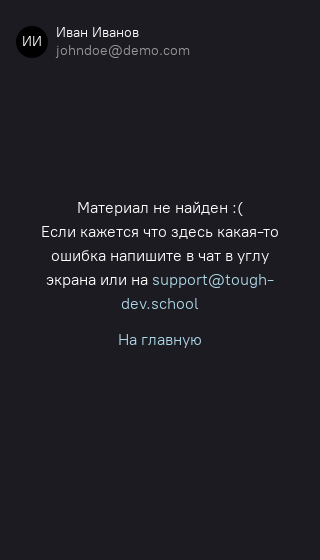 ИИ
Иван Иванов
johndoe@demo.com
Материал не найден :(
Если кажется что здесь какая-то
ошибка напишите в чат в углу
экрана или на support@tough-
dev.school
На главную